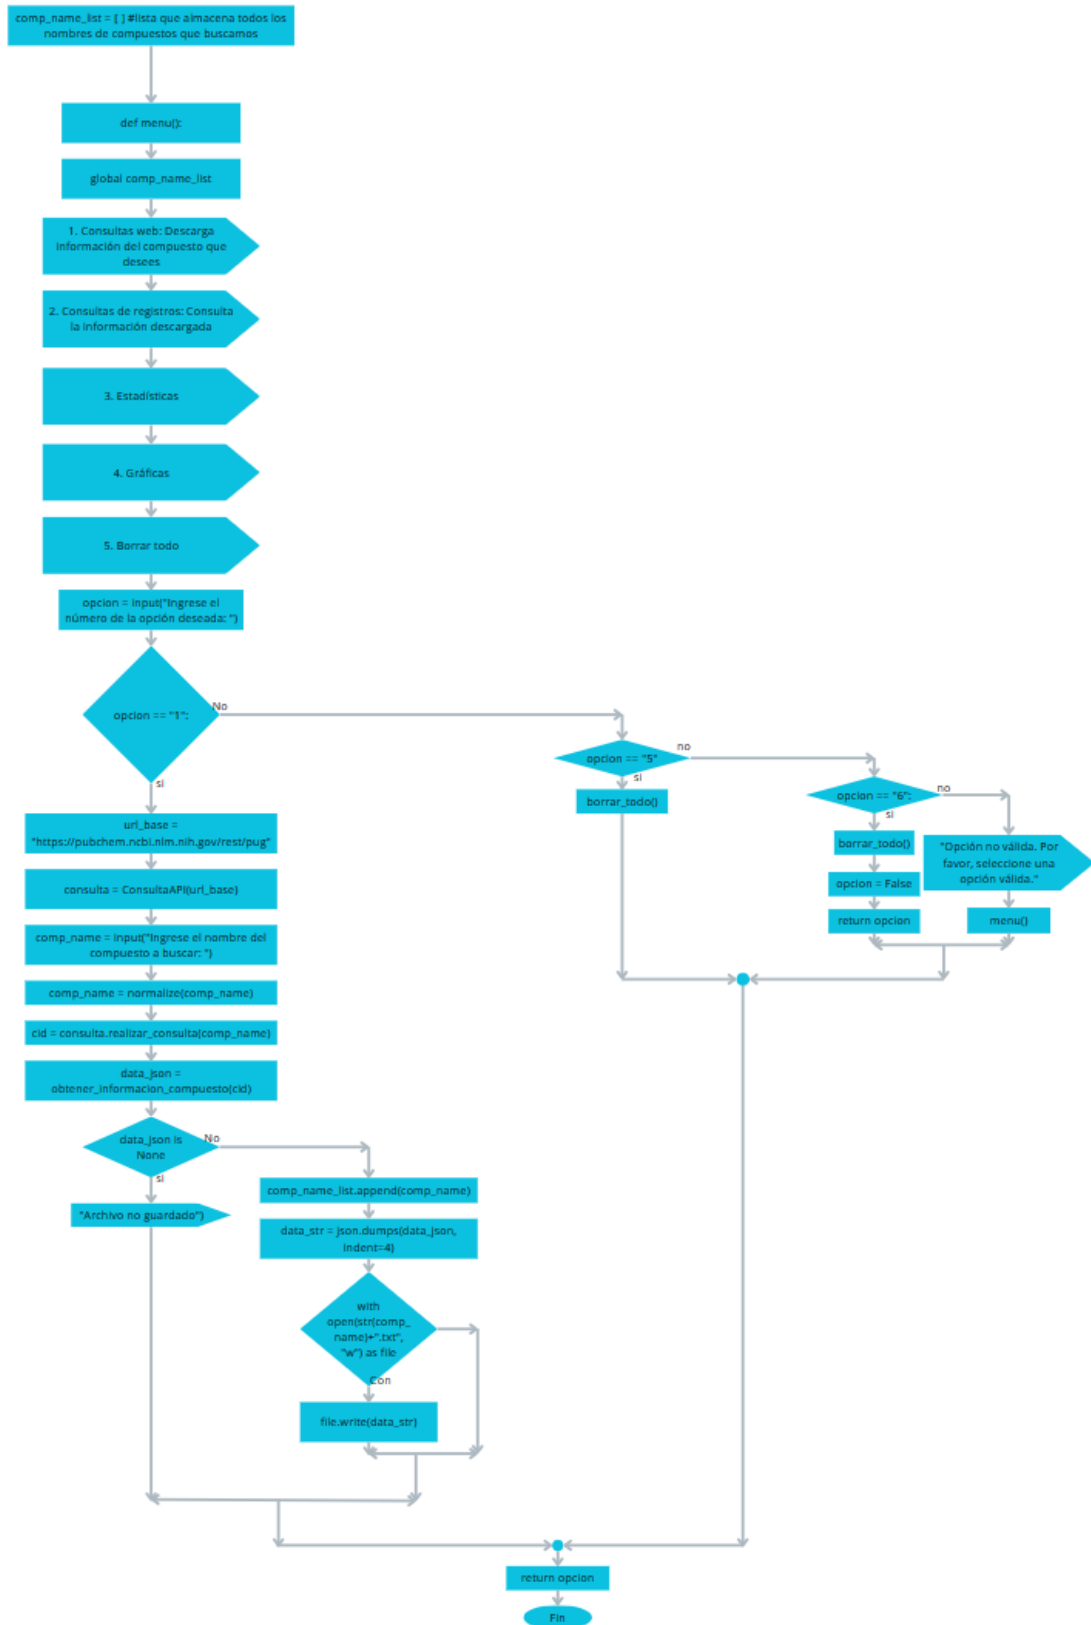 comp_name_list = [ ] #lista que almacena todos los
nombres de compuestos que buscamos
def menu():
global comp_name_list
1. Consultas web: Descarga
información del compuesto que
desees
2. Consultas de registros: Consulta
la información descargada
3. Estadísticas
4. Gráficas
5. Borrar todo
opcion = input("Ingrese el
número de la opción deseada: ")
opcion == "1":
No
si
opcion == "5"
no
si
borrar_todo()
opcion == "6":
no
si
borrar_todo()
opcion = False
return opcion
"Opción no válida. Por
favor, seleccione una
opción válida."
menu()
url_base =
"https://pubchem.ncbi.nlm.nih.gov/rest/pug"
consulta = ConsultaAPI(url_base)
comp_name = input("Ingrese el nombre del
compuesto a buscar: ")
comp_name = normalize(comp_name)
cid = consulta.realizar_consulta(comp_name)
data_json =
obtener_informacion_compuesto(cid)
data_json is
None
No
si
"Archivo no guardado")
comp_name_list.append(comp_name)
data_str = json.dumps(data_json,
indent=4)
with
open(str(comp_
name)+".txt",
"w") as file
Con
file.write(data_str)
return opcion
Fin